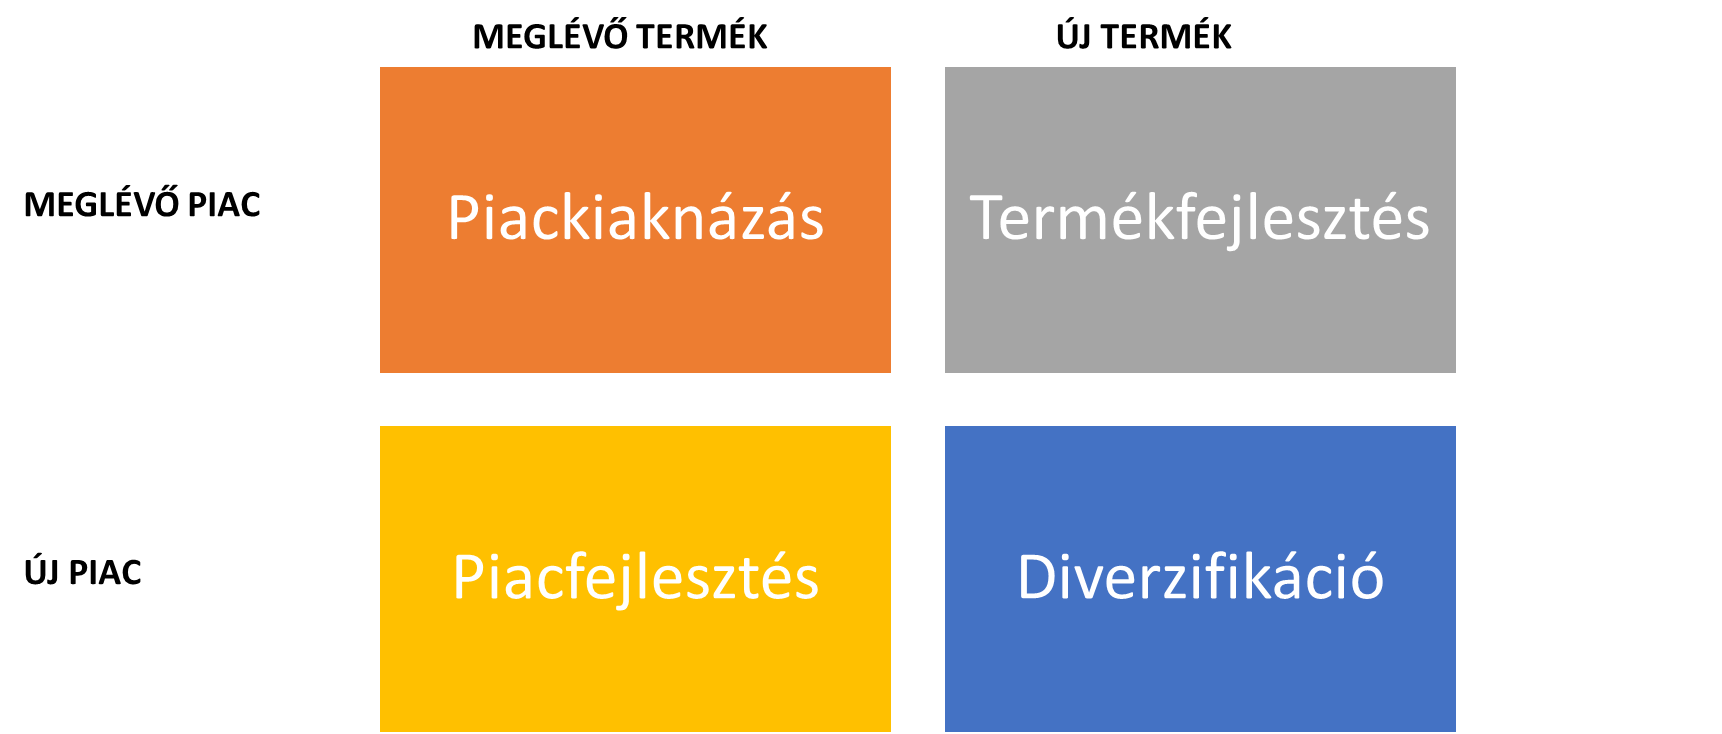 MEGLÉVŐ TERMÉK
ÚJ TERMÉK
MEGLÉVŐ PIAC
Piackiaknázás
Termékfejlesztés
ÚJ PIAC
Piacfejlesztés
Diverzifikáció